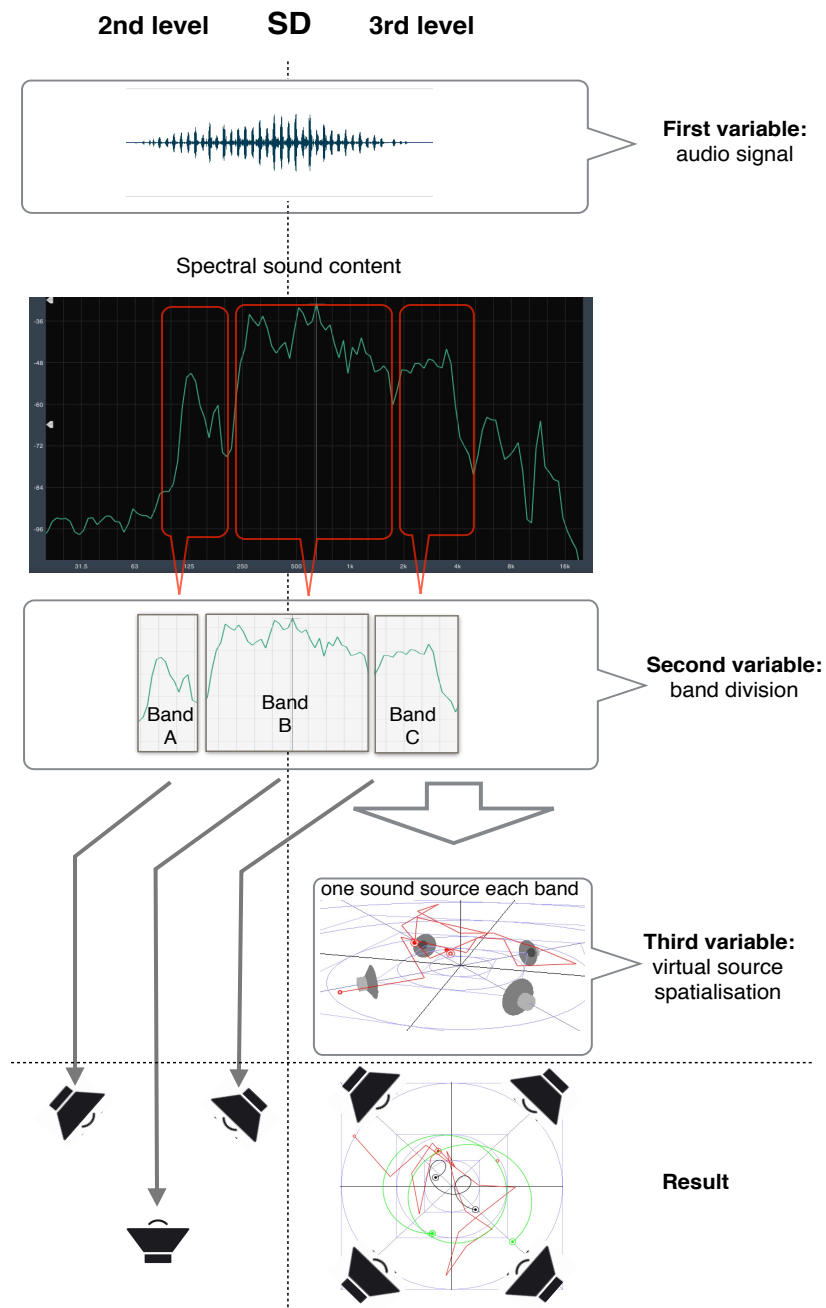 2nd level SD 3rd level
First variable:
audio signal
Spectral sound content
-36
-48
-60
-72
-84
-96
31.5 63 125 250 500 1k 2k 4k 8k 16k
Second variable:
band division
Band
A
Band
B
Band
C
one sound source each band
Third variable:
virtual source
spatialisation
Result